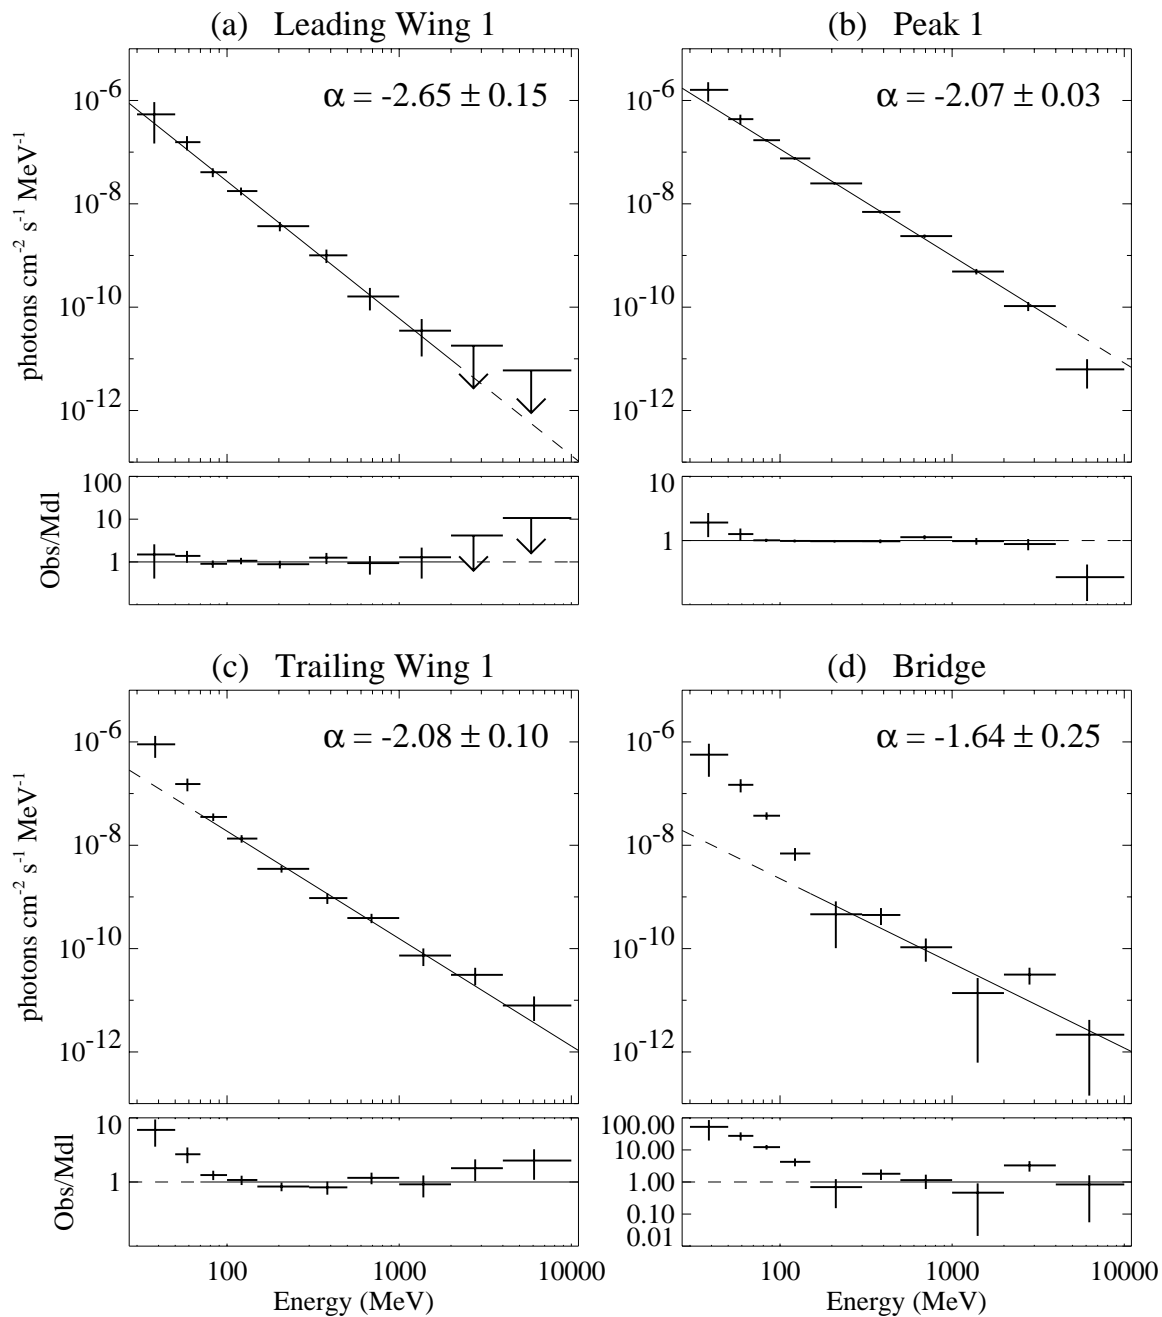 (a) Leading Wing 1
(b) Peak 1
α = -2.65 ± 0.15
α = -2.07 ± 0.03
photons cm-2 s-1 MeV-1
10-6
10-8
10-10
10-12
10-6
10-8
10-10
10-12
Obs/Mdl
100
10
1
10
1
(c) Trailing Wing 1
(d) Bridge
α = -2.08 ± 0.10
α = -1.64 ± 0.25
photons cm-2 s-1 MeV-1
10-6
10-8
10-10
10-12
10-6
10-8
10-10
10-12
Obs/Mdl
10
1
100.00
10.00
1.00
0.10
0.01
100 1000 10000
100 1000 10000
Energy (MeV)
Energy (MeV)